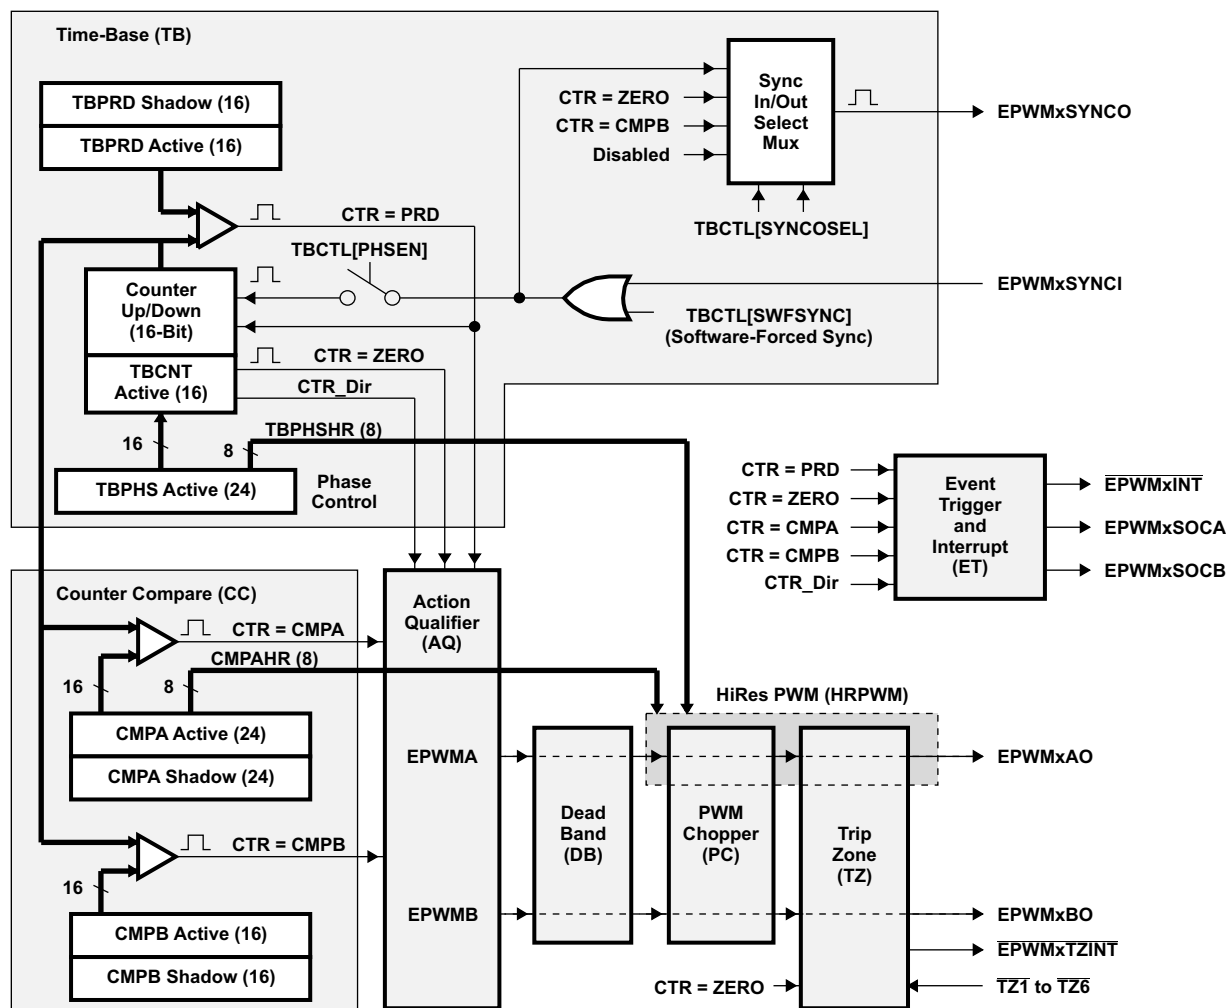 Time-Base (TB)
TBPRD Shadow (16)
TBPRD Active (16)
CTR = PRD
TBCTL[PHSEN]
Counter
Up/Down
(16-Bit)
TBCNT
Active (16)
CTR = ZERO
CTR_Dir
16
8
TBPHSHR (8)
TBPHS Active (24)
Phase
Control
CTR = ZERO
CTR = CMPB
Disabled
Sync
In/Out
Select
Mux
TBCTL[SYNCOSEL]
EPWMxSYNCO
EPWMxSYNCI
TBCTL[SWFSYNC]
(Software-Forced Sync)
CTR = PRD
CTR = ZERO
CTR = CMPA
CTR = CMPB
CTR_Dir
Event
Trigger
and
Interrupt
(ET)
EPWMxINT
EPWMxSOCA
EPWMxSOCB
Counter Compare (CC)
CTR = CMPA
16
8
CMPAHR (8)
CMPA Active (24)
CMPA Shadow (24)
CTR = CMPB
16
CMPB Active (16)
CMPB Shadow (16)
Action
Qualifier
(AQ)
EPWMA
EPWMB
HiRes PWM (HRPWM)
Dead
Band
(DB)
PWM
Chopper
(PC)
Trip
Zone
(TZ)
EPWMxAO
EPWMxBO
EPWMxTZINT
CTR = ZERO
TZ1 to TZ6